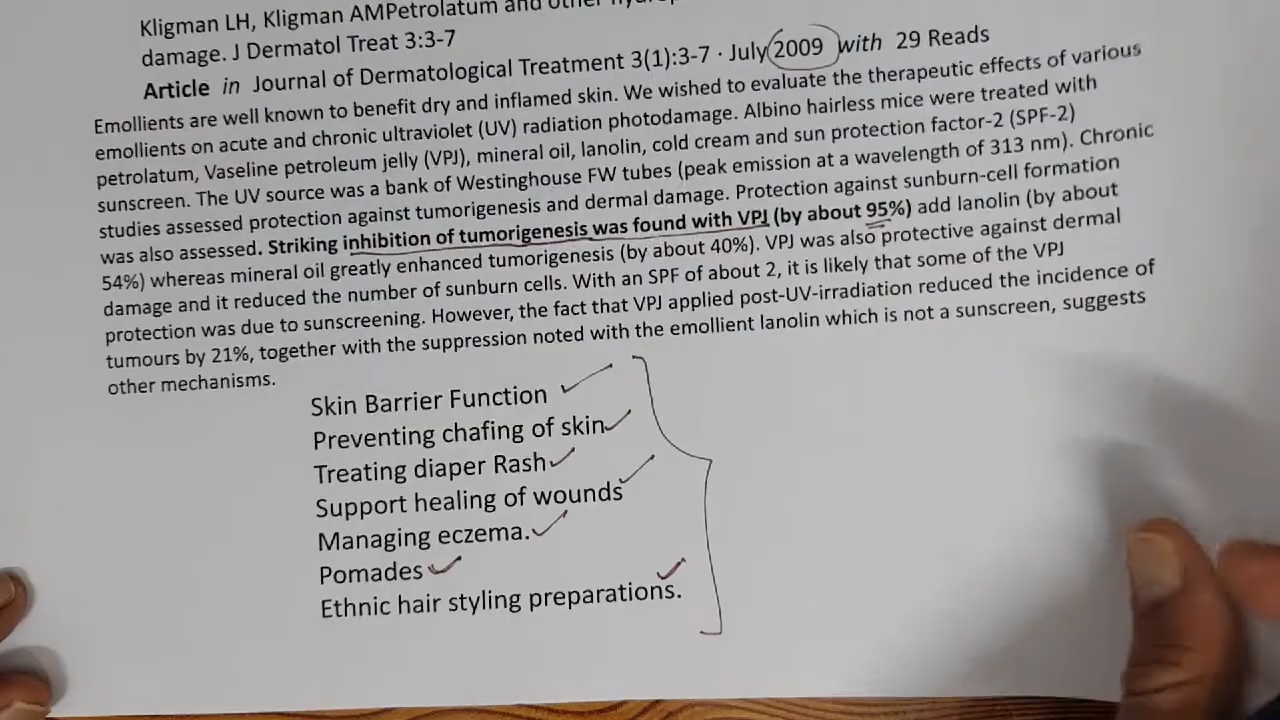 Kligman LH, Kligman AMPetrolatum and other
damage. J Dermatol Treat 3:3-7
Article in Journal of Dermatological Treatment 3(1):3-7 · July 2009 with 29 Reads
Emollients are well known to benefit dry and inflamed skin. We wished to evaluate the therapeutic effects of various
emollients on acute and chronic ultraviolet (UV) radiation photodamage. Albino hairless mice were treated with
petrolatum, Vaseline petroleum jelly (VPJ), mineral oil, lanolin, cold cream and sun protection factor-2 (SPF-2)
sunscreen. The UV source was a bank of Westinghouse FW tubes (peak emission at a wavelength of 313 nm). Chronic
studies assessed protection against tumorigenesis and dermal damage. Protection against sunburn-cell formation
was also assessed. Striking inhibition of tumorigenesis was found with VPJ (by about 95%) add lanolin (by about
54%) whereas mineral oil greatly enhanced tumorigenesis (by about 40%). VPJ was also protective against dermal
damage and it reduced the number of sunburn cells. With an SPF of about 2, it is likely that some of the VPJ
protection was due to sunscreening. However, the fact that VPJ applied post-UV-irradiation reduced the incidence of
tumours by 21%, together with the suppression noted with the emollient lanolin which is not a sunscreen, suggests
other mechanisms.
Skin Barrier Function
Preventing chafing of skin
Treating diaper Rash
Support healing of wounds
Managing eczema.
Pomades
Ethnic hair styling preparations.